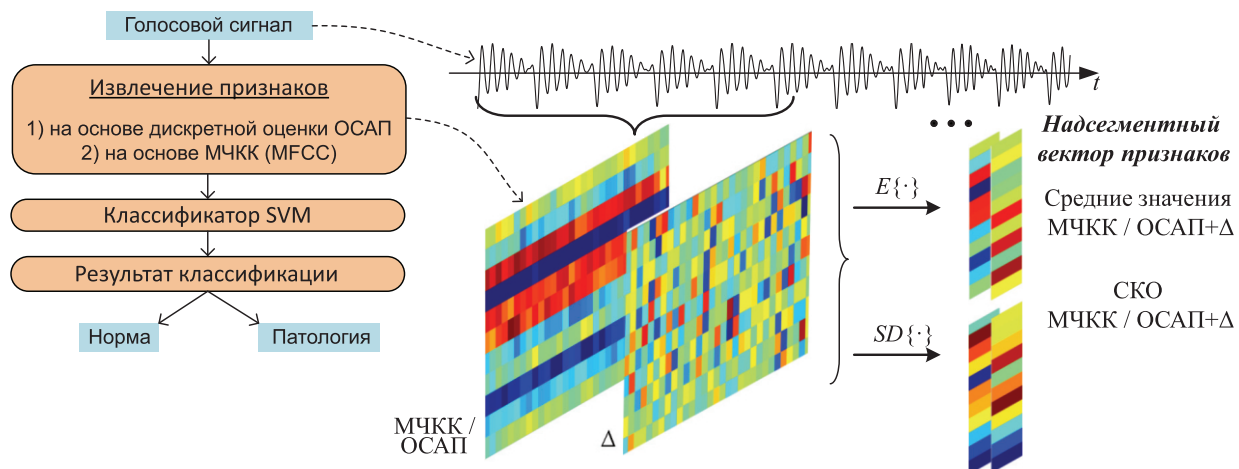 Голосовой сигнал
Извлечение признаков
1) на основе дискретной оценки ОСАП
2) на основе МЧКК (MFCC)
Классификатор SVM
Результат классификации
Норма
Патология
t
МЧКК /
ОСАП
Δ
E{·}
SD{·}
•••
Надсегментный
вектор признаков
Средние значения
МЧКК / ОСАП+Δ
СКО
МЧКК / ОСАП+Δ